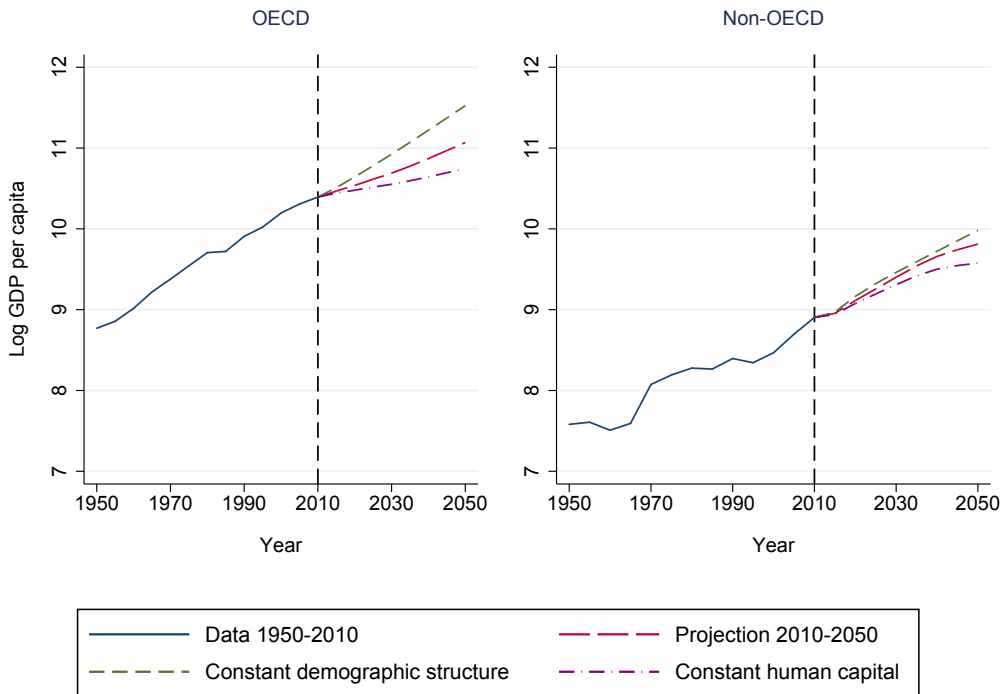 OECD
Non-OECD
Log GDP per capita
12
11
10
9
8
7
1950 1970 1990 2010 2030 2050
Year
12
11
10
9
8
7
1950 1970 1990 2010 2030 2050
Year
Data 1950-2010
Projection 2010-2050
Constant demographic structure
Constant human capital